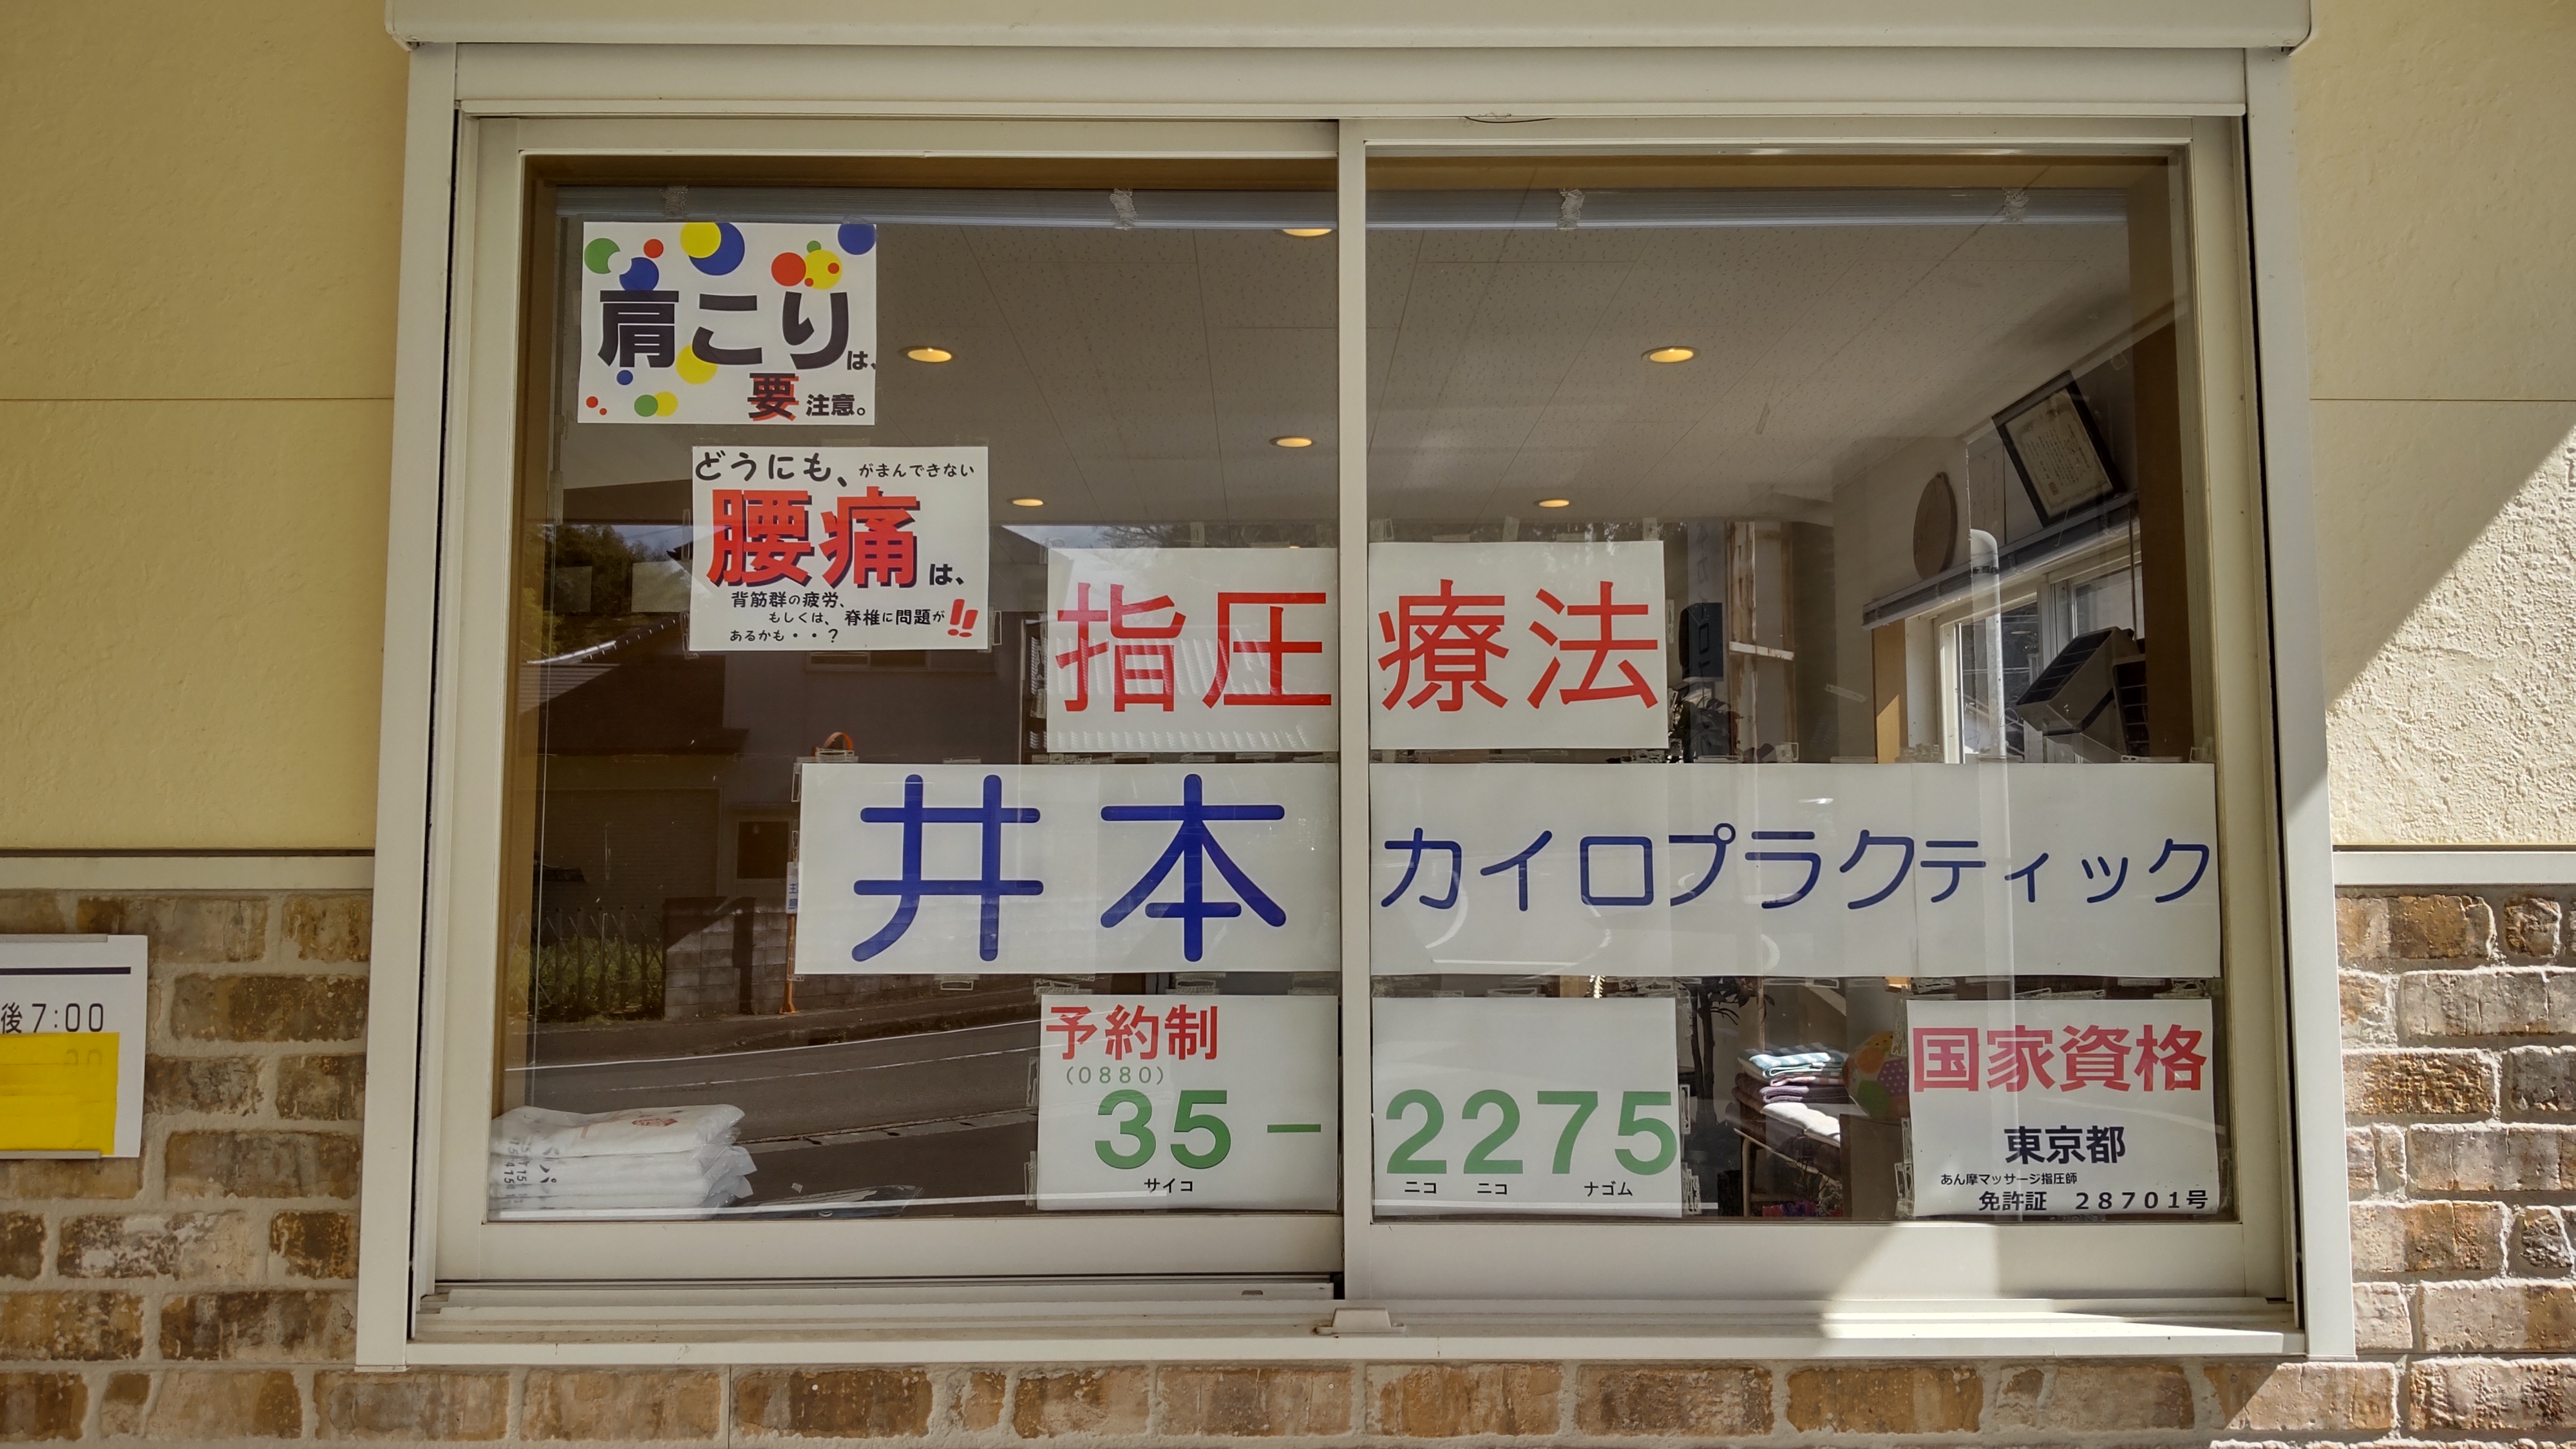 肩こりは、
要注意。
どうにも、がまんできない
腰痛は、
背筋群の疲労、
もしくは、脊椎に問題が
あるかも・・？!!
指圧療法
井本カイロプラクティック
予約制
(0880)
35-2275
サイコ ニコ ニコ ナゴム
国家資格
東京都
あん摩マッサージ指圧師
免許証 28701号
後7:00